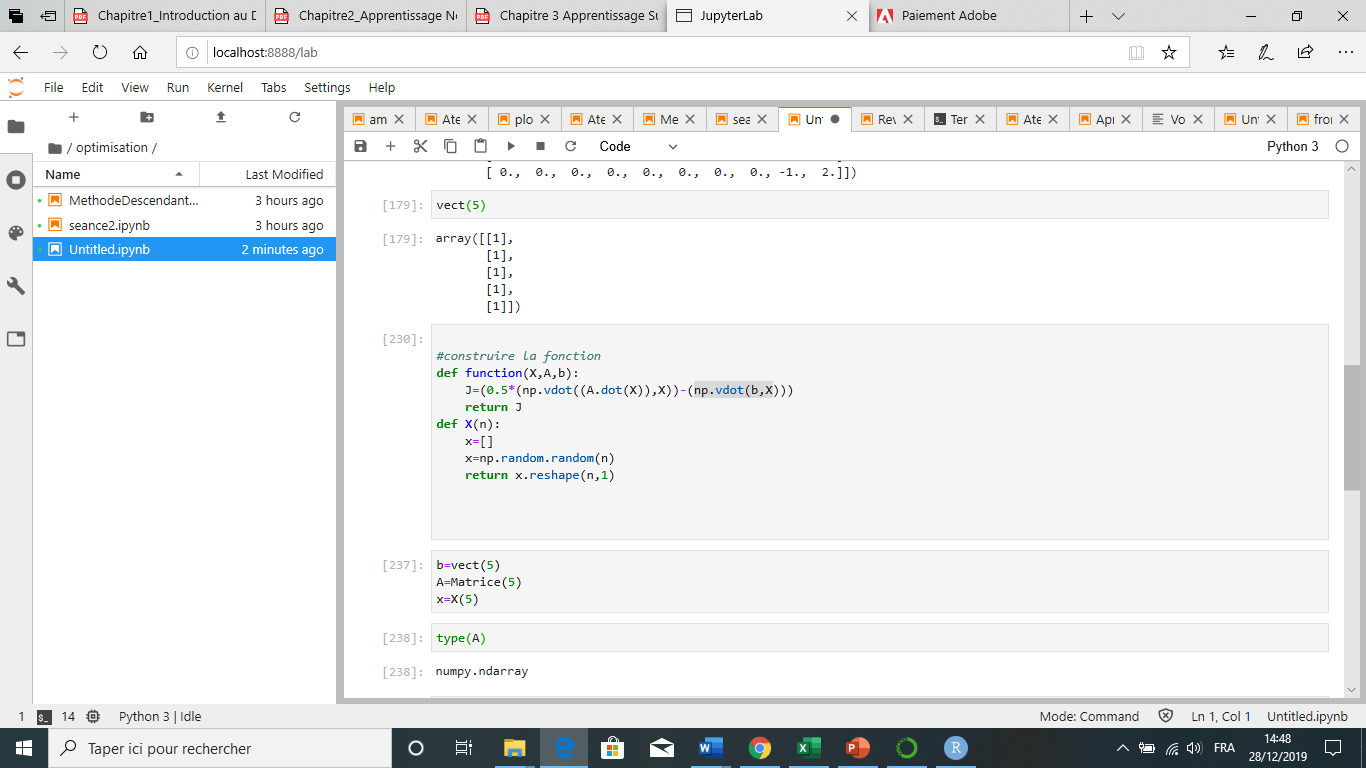 Chapitre1_Introduction au D
Chapitre2_Apprentissage N
Chapitre 3 Apprentissage Su
JupyterLab
Paiement Adobe
localhost:8888/lab
File Edit View Run Kernel Tabs Settings Help
am
Ate
plo
Ate
Me
sea
Unt
Rev
Ter
Ate
Apr
Vo
Unt
fro
Code
Python 3
/ optimisation /
Name
Last Modified
MethodeDescendant...
3 hours ago
seance2.ipynb
3 hours ago
Untitled.ipynb
2 minutes ago
[ 0., 0., 0., 0., 0., 0., 0., 0., -1., 2.]])
[179]: vect(5)
[179]: array([[1],
[1],
[1],
[1],
[1]])
[230]:
#construire la fonction
def function(X,A,b):
J=(0.5*(np.vdot((A.dot(X)),X))-(np.vdot(b,X)))
return J
def X(n):
x=[]
x=np.random.random(n)
return x.reshape(n,1)
[237]: b=vect(5)
A=Matrice(5)
x=X(5)
[238]: type(A)
[238]: numpy.ndarray
1
14
Python 3 | Idle
Mode: Command
Ln 1, Col 1
Untitled.ipynb
Taper ici pour rechercher
FRA
14:48
28/12/2019